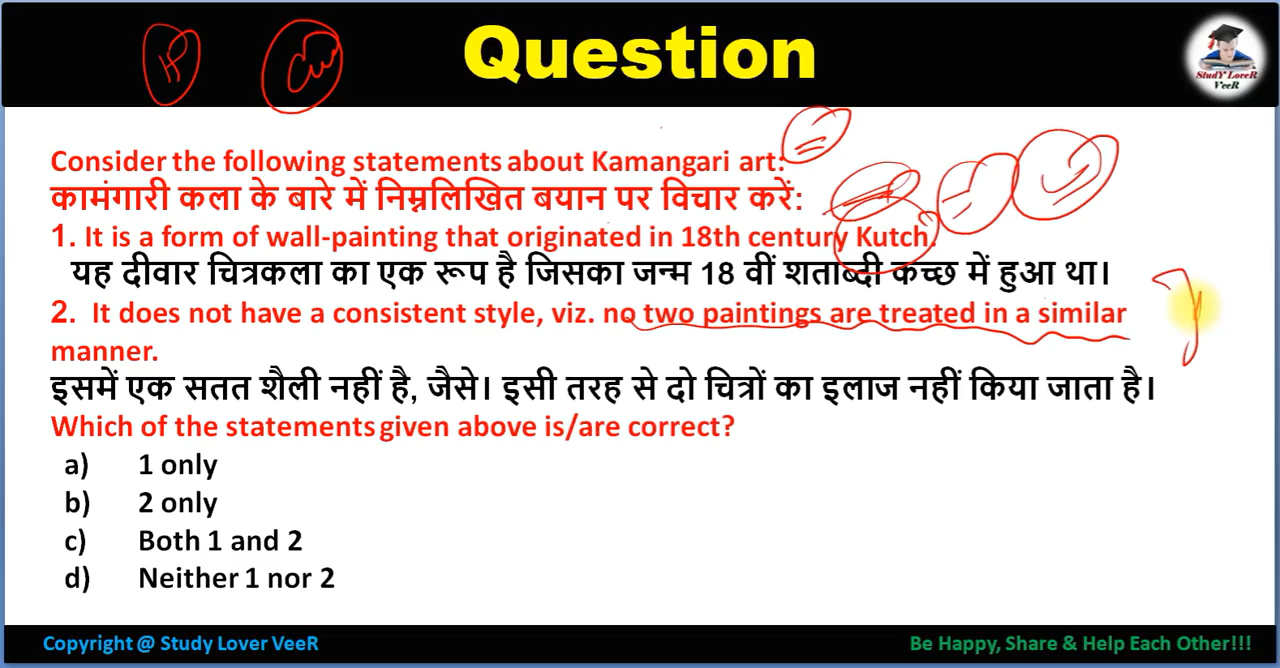 Question
StudY LoveR
VeeR
Consider the following statements about Kamangari art:
कामंगारी कला के बारे में निम्नलिखित बयान पर विचार करें:
1. It is a form of wall-painting that originated in 18th century Kutch.
यह दीवार चित्रकला का एक रूप है जिसका जन्म 18 वीं शताब्दी कच्छ में हुआ था।
2. It does not have a consistent style, viz. no two paintings are treated in a similar
manner.
इसमें एक सतत शैली नहीं है, जैसे। इसी तरह से दो चित्रों का इलाज नहीं किया जाता है।
Which of the statements given above is/are correct?
a) 1 only
b) 2 only
c) Both 1 and 2
d) Neither 1 nor 2
Copyright @ Study Lover VeeR
Be Happy, Share & Help Each Other!!!